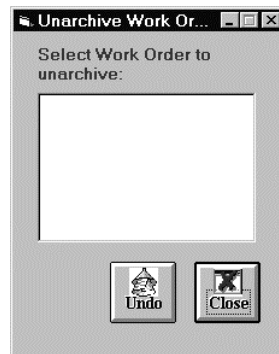 Unarchive Work Or...
Select Work Order to
unarchive:
Undo
Close